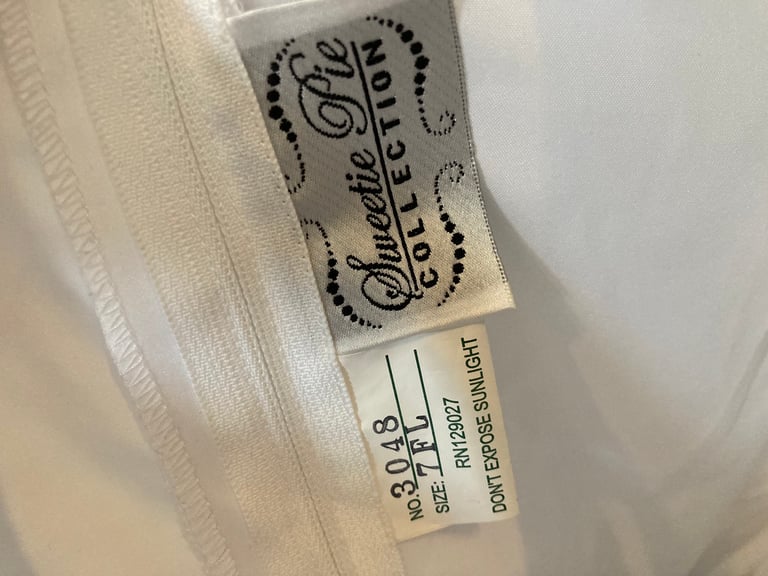 Sweetie Pie
COLLECTION
NO. 3048
SIZE: 7FL
RN129027
DON'T EXPOSE SUNLIGHT